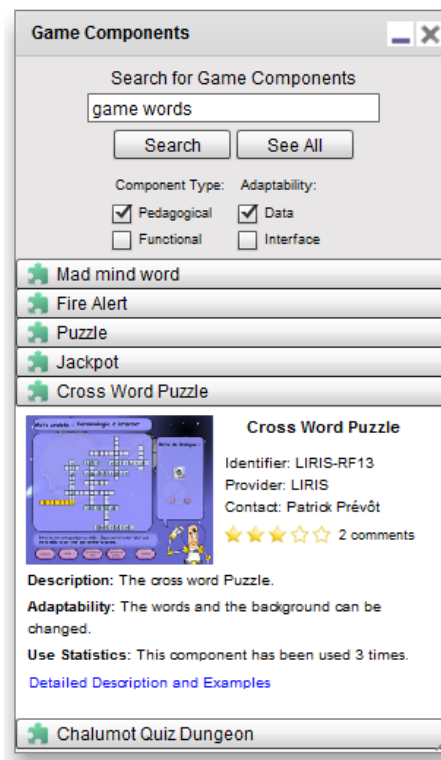 Game Components
Search for Game Components
game words
Search See All
Component Type: Adaptability:
Pedagogical Data
Functional Interface
Mad mind word
Fire Alert
Puzzle
Jackpot
Cross Word Puzzle
Cross Word Puzzle
Identifier: LIRIS-RF13
Provider: LIRIS
Contact: Patrick Prévôt
2 comments
Description: The cross word Puzzle.
Adaptability: The words and the background can be
changed.
Use Statistics: This component has been used 3 times.
Detailed Description and Examples
Chalumot Quiz Dungeon